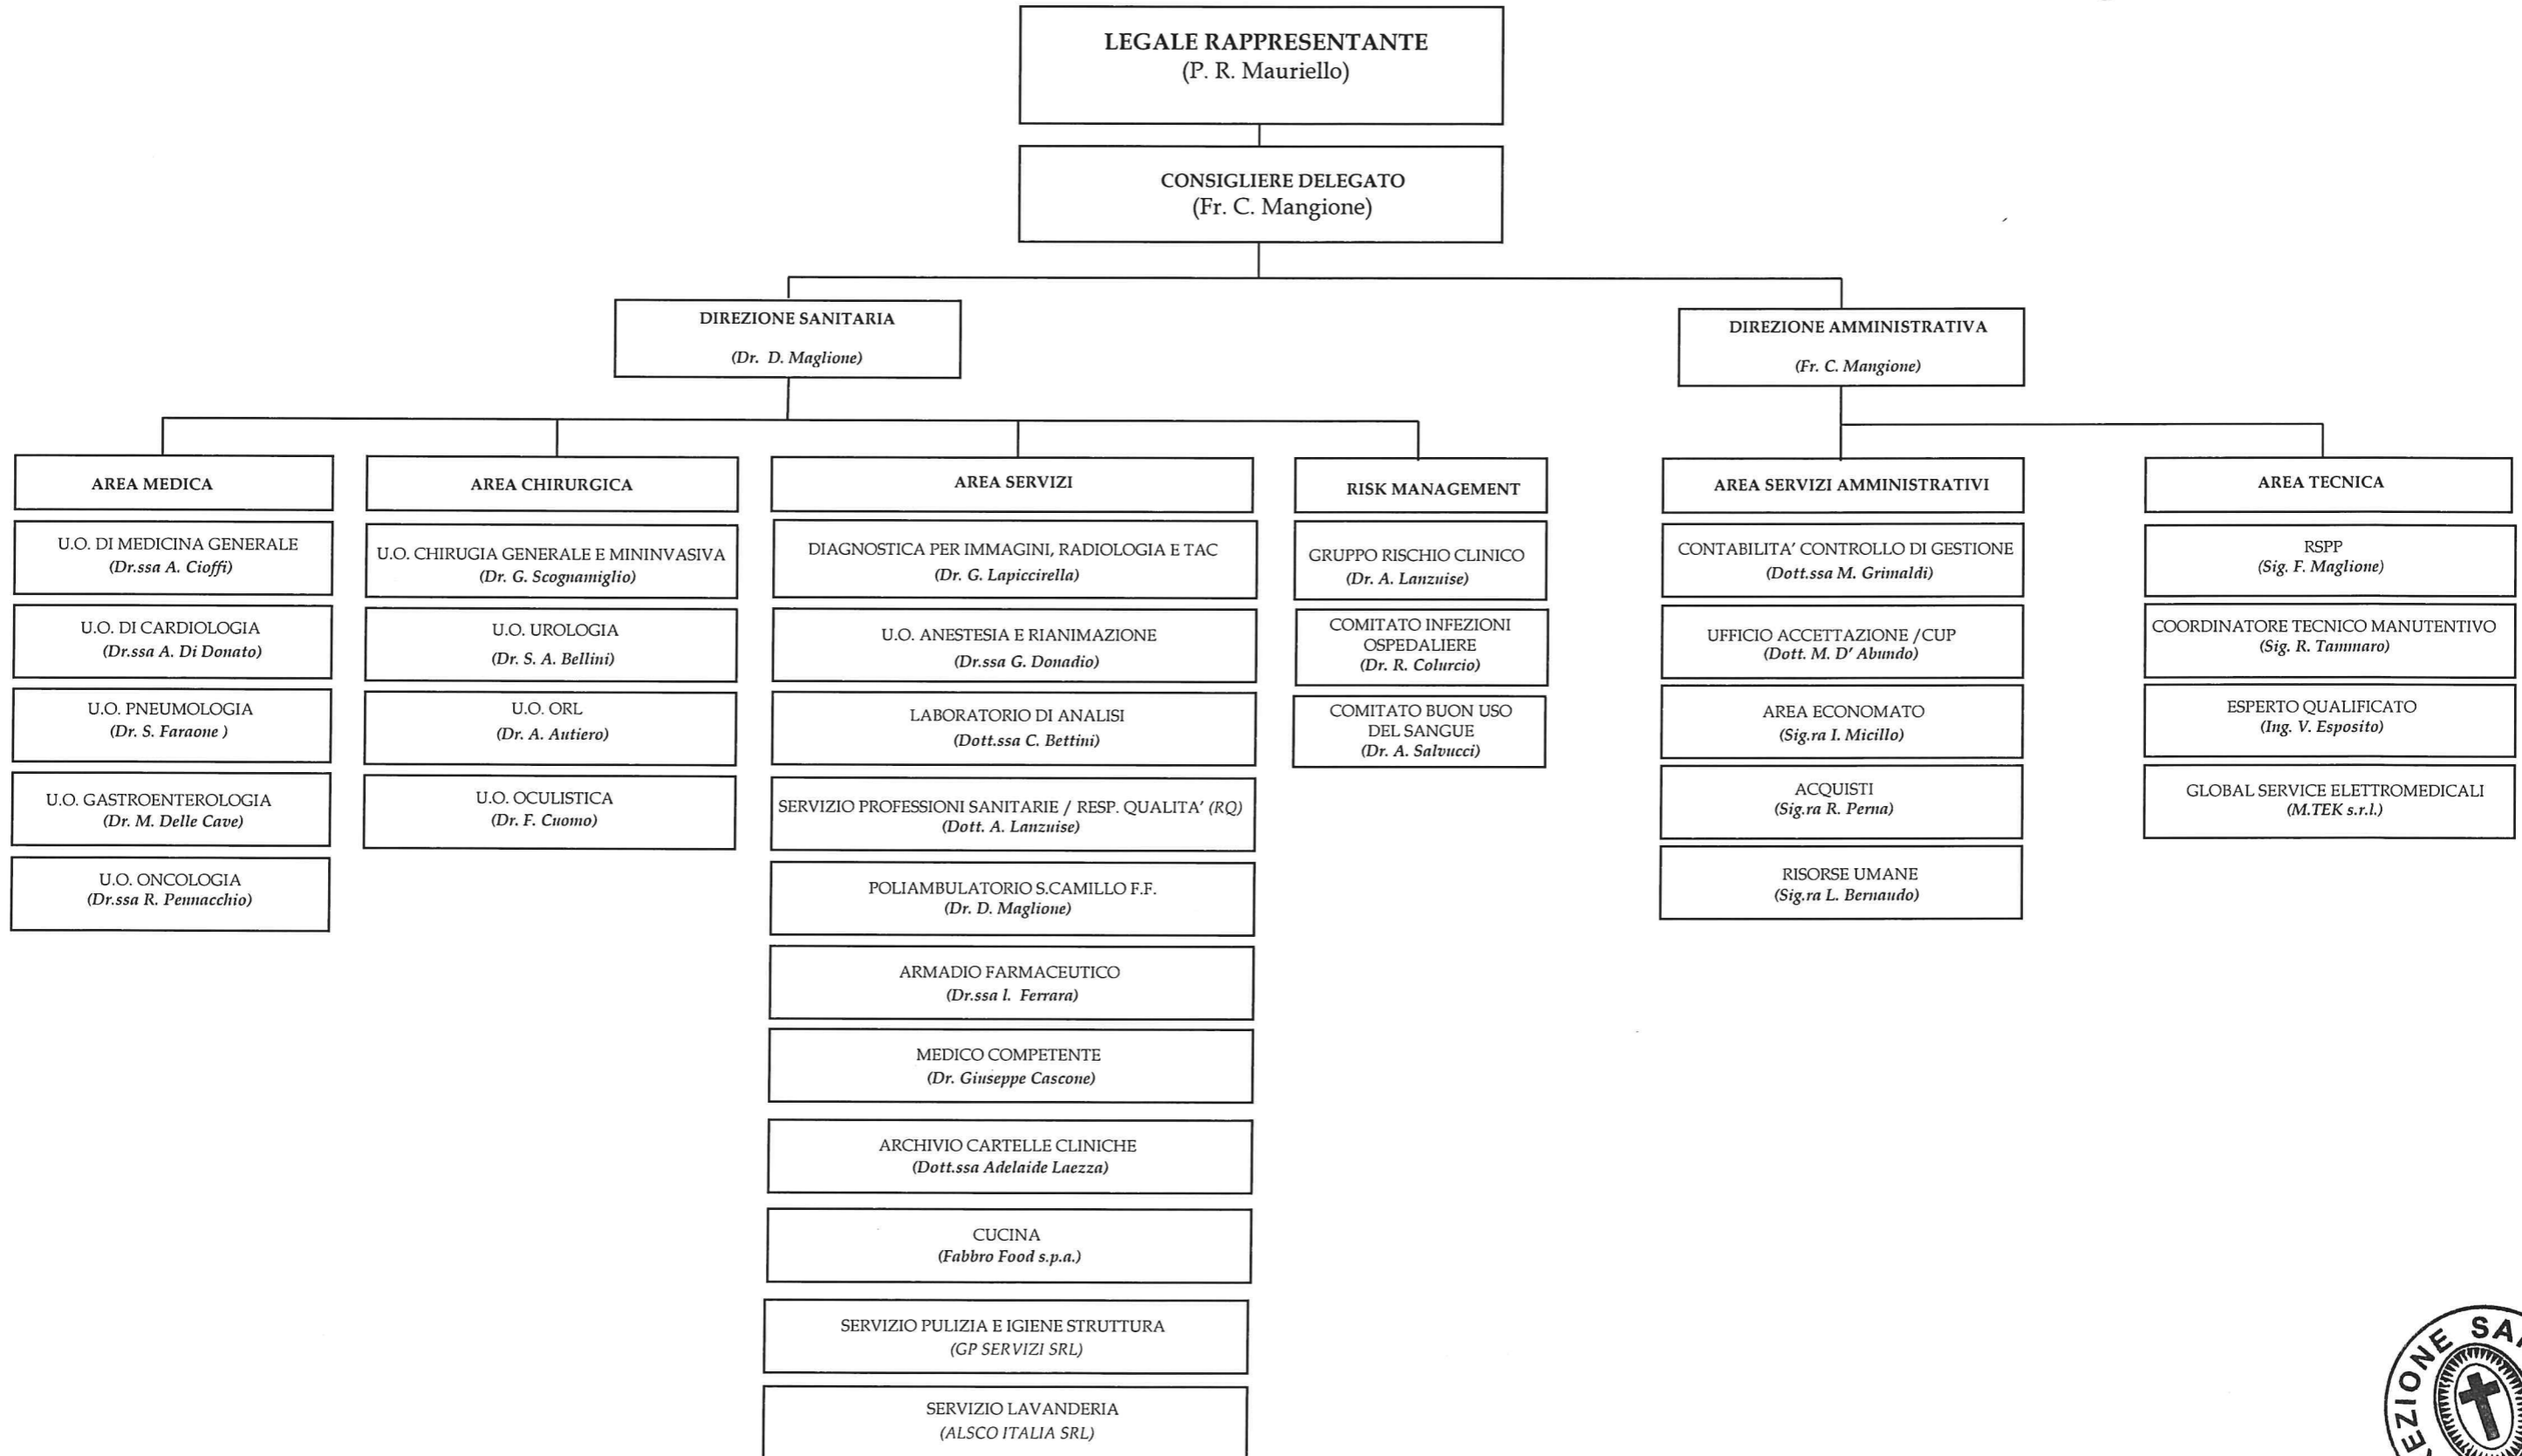 LEGALE RAPPRESENTANTE
(P. R. Mauriello)
CONSIGLIERE DELEGATO
(Fr. C. Mangione)
DIREZIONE SANITARIA
(Dr. D. Maglione)
DIREZIONE AMMINISTRATIVA
(Fr. C. Mangione)
AREA MEDICA
U.O. DI MEDICINA GENERALE
(Dr.ssa A. Cioffi)
U.O. DI CARDIOLOGIA
(Dr.ssa A. Di Donato)
U.O. PNEUMOLOGIA
(Dr. S. Faraone )
U.O. GASTROENTEROLOGIA
(Dr. M. Delle Cave)
U.O. ONCOLOGIA
(Dr.ssa R. Pennacchio)
AREA CHIRURGICA
U.O. CHIRUGIA GENERALE E MININVASIVA
(Dr. G. Scognamiglio)
U.O. UROLOGIA
(Dr. S. A. Bellini)
U.O. ORL
(Dr. A. Autiero)
U.O. OCULISTICA
(Dr. F. Cuomo)
AREA SERVIZI
DIAGNOSTICA PER IMMAGINI, RADIOLOGIA E TAC
(Dr. G. Lapiccirella)
U.O. ANESTESIA E RIANIMAZIONE
(Dr.ssa G. Donadio)
LABORATORIO DI ANALISI
(Dott.ssa C. Bettini)
SERVIZIO PROFESSIONI SANITARIE / RESP. QUALITA' (RQ)
(Dott. A. Lanzuise)
POLIAMBULATORIO S.CAMILLO F.F.
(Dr. D. Maglione)
ARMADIO FARMACEUTICO
(Dr.ssa l. Ferrara)
MEDICO COMPETENTE
(Dr. Giuseppe Cascone)
ARCHIVIO CARTELLE CLINICHE
(Dott.ssa Adelaide Laezza)
CUCINA
(Fabbro Food s.p.a.)
SERVIZIO PULIZIA E IGIENE STRUTTURA
(GP SERVIZI SRL)
SERVIZIO LAVANDERIA
(ALSCO ITALIA SRL)
RISK MANAGEMENT
GRUPPO RISCHIO CLINICO
(Dr. A. Lanzuise)
COMITATO INFEZIONI
OSPEDALIERE
(Dr. R. Colurcio)
COMITATO BUON USO
DEL SANGUE
(Dr. A. Salvucci)
AREA SERVIZI AMMINISTRATIVI
CONTABILITA' CONTROLLO DI GESTIONE
(Dott.ssa M. Grimaldi)
UFFICIO ACCETTAZIONE /CUP
(Dott. M. D' Abundo)
AREA ECONOMATO
(Sig.ra I. Micillo)
ACQUISTI
(Sig.ra R. Perna)
RISORSE UMANE
(Sig.ra L. Bernaudo)
AREA TECNICA
RSPP
(Sig. F. Maglione)
COORDINATORE TECNICO MANUTENTIVO
(Sig. R. Tammaro)
ESPERTO QUALIFICATO
(Ing. V. Esposito)
GLOBAL SERVICE ELETTROMEDICALI
(M.TEK s.r.l.)